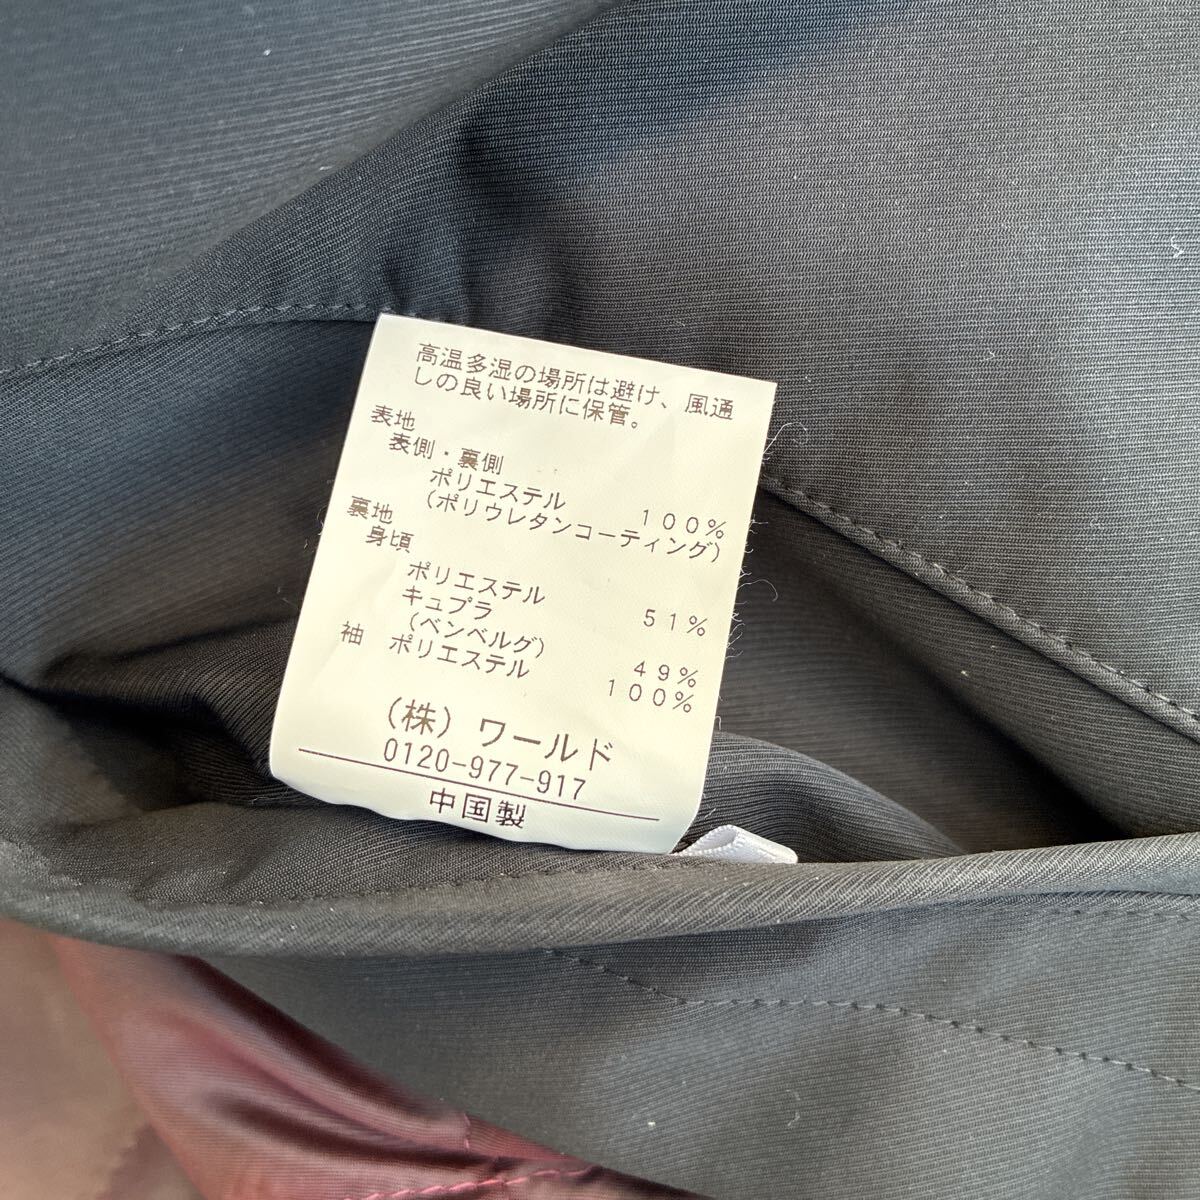 高温多湿の場所は避け、風通
しの良い場所に保管。
表地
表側・裏側
ポリエステル 100%
(ポリウレタンコーティング)
裏地
身頃
ポリエステル 51%
キュプラ
(ベンベルグ) 49%
袖 ポリエステル 100%
(株)ワールド
0120-977-917
中国製